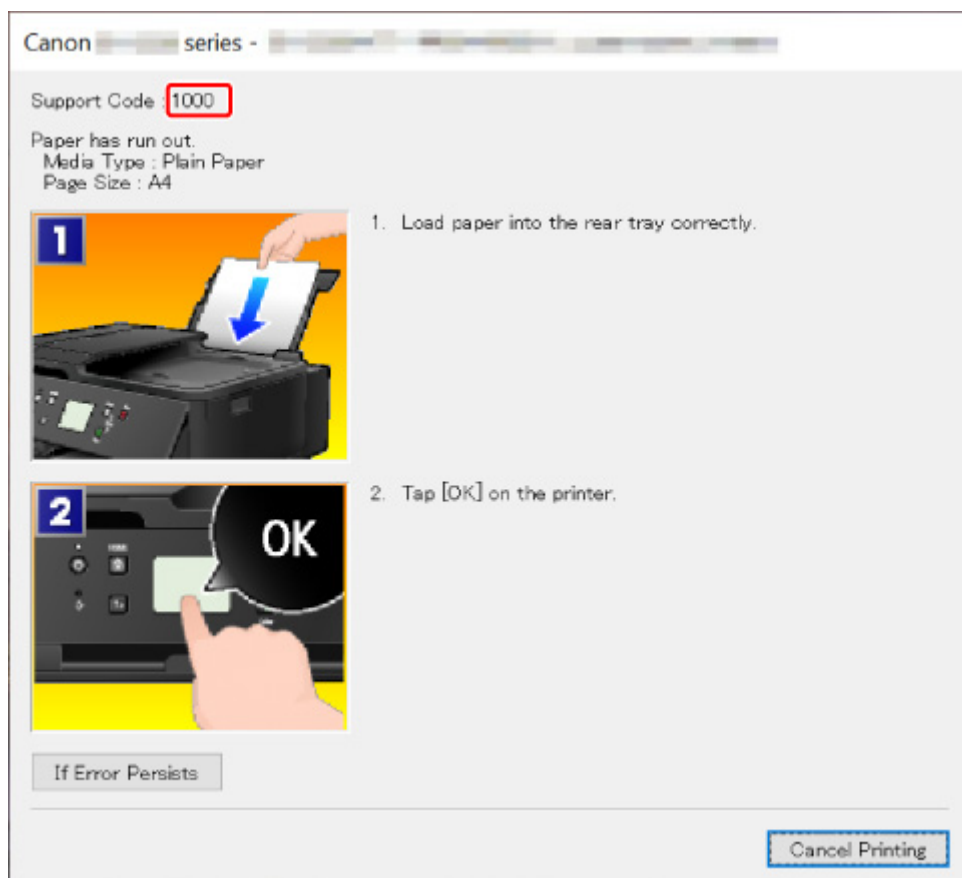 Canon series -
Support Code : 1000
Paper has run out.
Media Type : Plain Paper
Page Size : A4
1
1. Load paper into the rear tray correctly.
2
OK
2. Tap [OK] on the printer.
If Error Persists
Cancel Printing